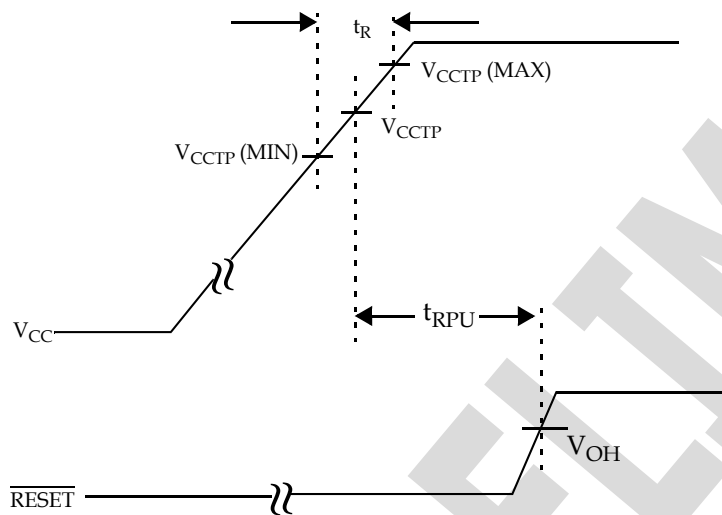 tR
VCCTP (MAX)
VCCTP
VCCTP (MIN)
tRPU
VCC
VOH
RESET